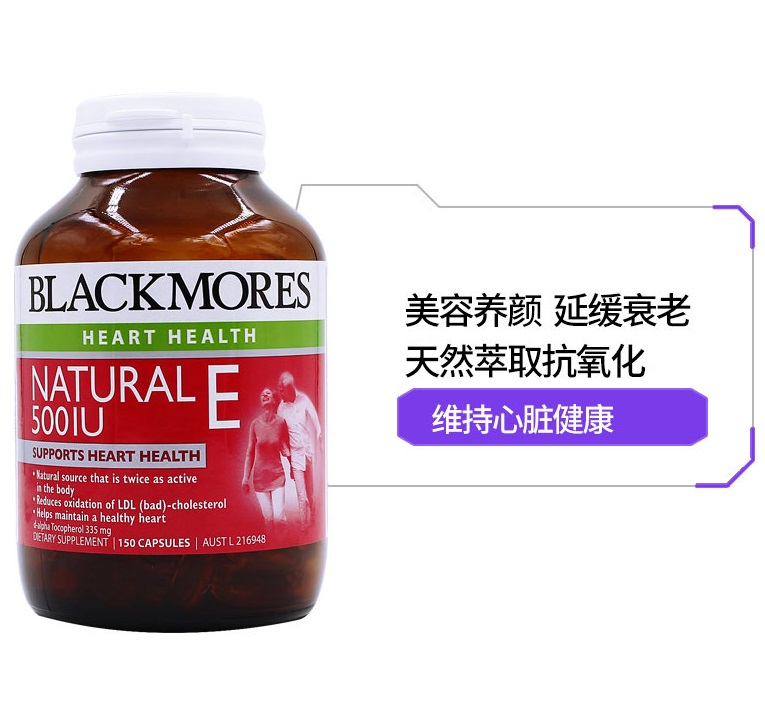 BLACKMORES
HEART HEALTH
NATURAL E
500IU
SUPPORTS HEART HEALTH
• Natural source that is twice as active
in the body
• Reduces oxidation of LDL (bad)-cholesterol
• Helps maintain a healthy heart
d-alpha Tocopherol 335 mg
DIETARY SUPPLEMENT | 150 CAPSULES | AUST L 216948
美容养颜 延缓衰老
天然萃取抗氧化
维持心脏健康